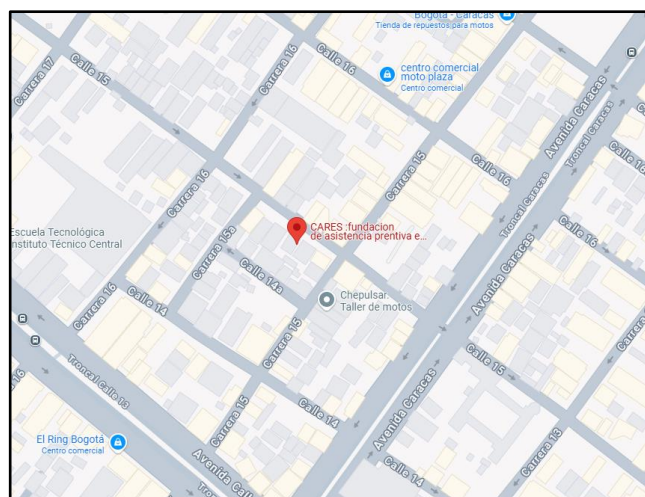 Bogotá - Caracas
Tienda de repuestos para motos
Carrera 17
Calle 15
Carrera 16
Calle 16
centro comercial
moto plaza
Centro comercial
Avenida Caracas
Troncal Caracas
Carrera 15
Calle 16
Calle 16
Carrera 16
Troncal Caracas
Calle 16
CARES :fundacion
de asistencia prentiva e...
Escuela Tecnológica
Instituto Técnico Central
Carrera 15a
Avenida Caracas
Calle 14a
Chepulsar.
Taller de motos
Carrera 16
Calle 14
Carrera 15
Carrera
Troncal Calle 13
Calle 15
Avenida Caracas
Calle 14
El Ring Bogotá
Centro comercial
Carrera 15
Carrera 13
Avenida Cal
Calle 14
Tron